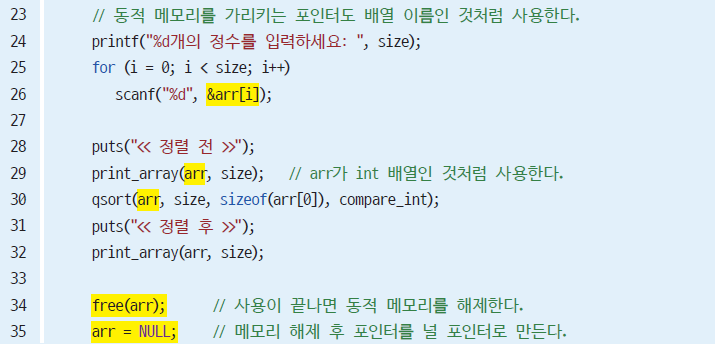 23 // 동적 메모리를 가리키는 포인터도 배열 이름인 것처럼 사용한다.
24 printf("%d개의 정수를 입력하세요: ", size);
25 for (i = 0; i < size; i++)
26 scanf("%d", &arr[i]);
27
28 puts("<< 정렬 전 >>");
29 print_array(arr, size); // arr가 int 배열인 것처럼 사용한다.
30 qsort(arr, size, sizeof(arr[0]), compare_int);
31 puts("<< 정렬 후 >>");
32 print_array(arr, size);
33
34 free(arr); // 사용이 끝나면 동적 메모리를 해제한다.
35 arr = NULL; // 메모리 해제 후 포인터를 널 포인터로 만든다.